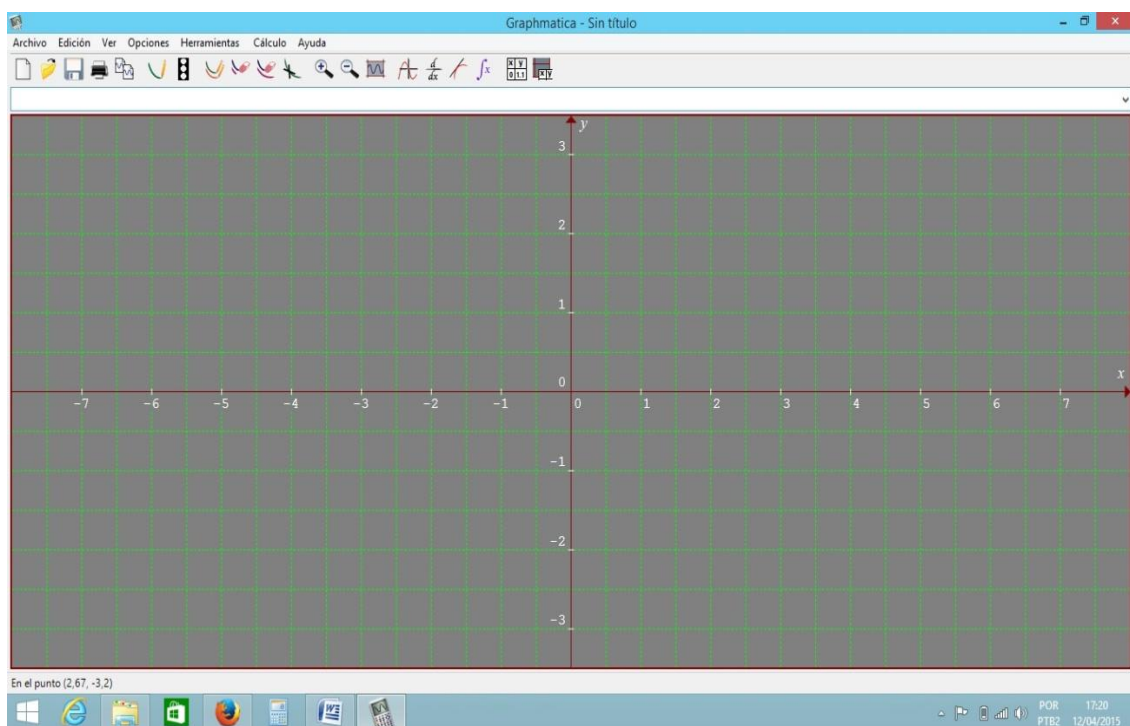 Graphmatica - Sin título
Archivo Edición Ver Opciones Herramientas Cálculo Ayuda
y
3
2
1
0
x
-7 -6 -5 -4 -3 -2 -1 0 1 2 3 4 5 6 7
-1
-2
-3
En el punto (2,67, -3,2)
POR 17:20
PTB2 12/04/2015